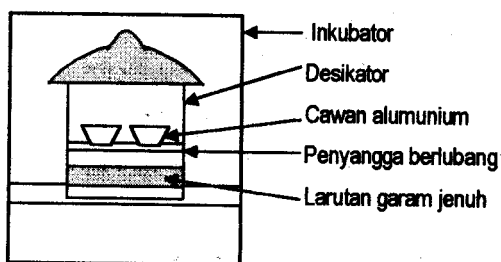 Inkubator
Desikator
Cawan alumunium
Penyangga berlubang
Larutan garam jenuh